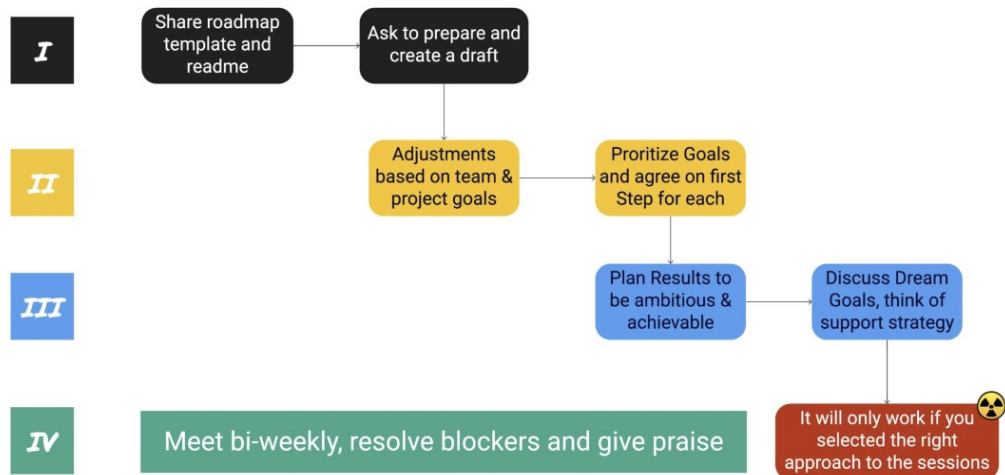 I
Share roadmap
template and
readme
Ask to prepare and
create a draft
II
Adjustments
based on team &
project goals
Proritize Goals
and agree on first
Step for each
III
Plan Results to
be ambitious &
achievable
Discuss Dream
Goals, think of
support strategy
IV
Meet bi-weekly, resolve blockers and give praise
It will only work if you
selected the right
approach to the sessions